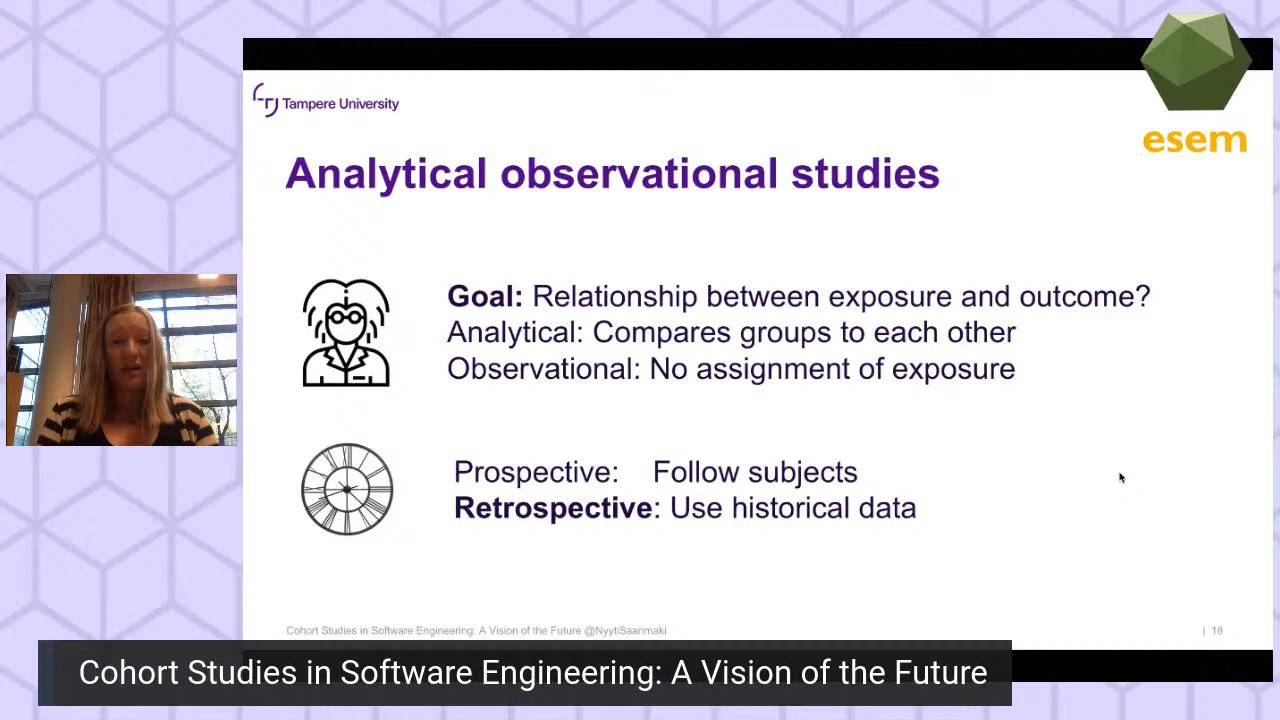 Tampere University
esem
Analytical observational studies
Goal: Relationship between exposure and outcome?
Analytical: Compares groups to each other
Observational: No assignment of exposure
Prospective: Follow subjects
Retrospective: Use historical data
Cohort Studies in Software Engineering: A Vision of the Future @NyytiSaarimaki
| 18
Cohort Studies in Software Engineering: A Vision of the Future